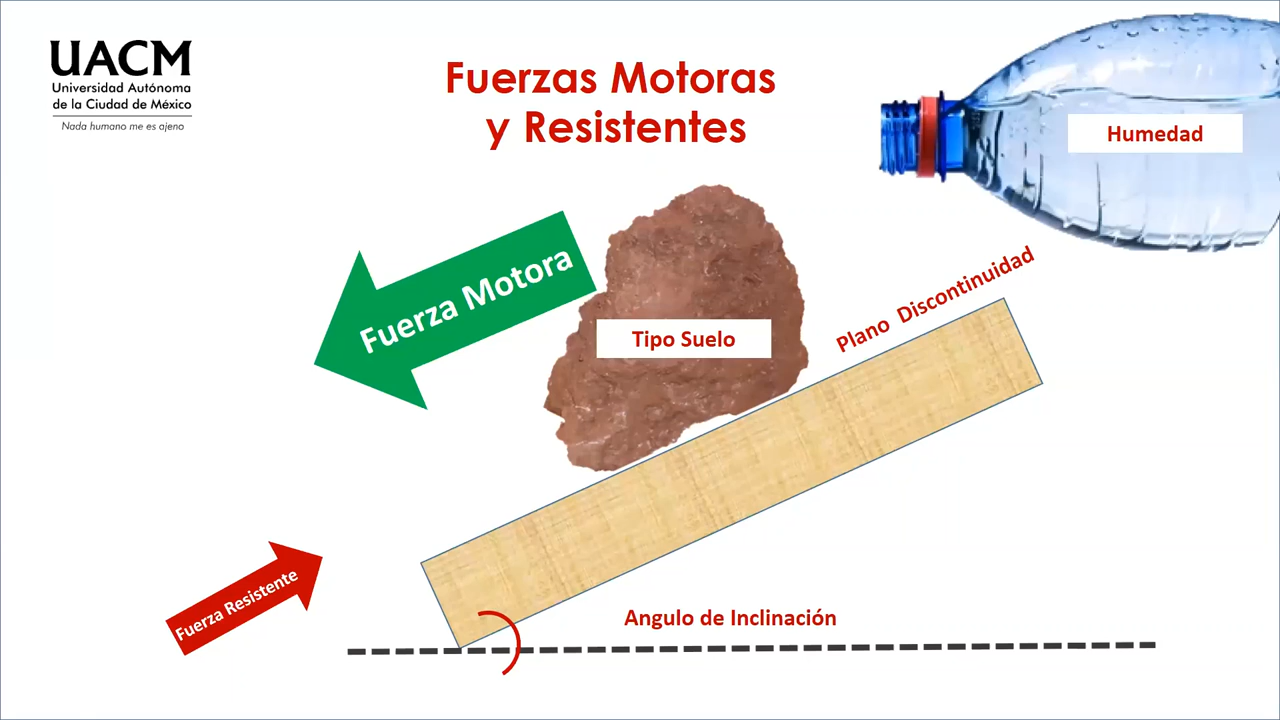 UACM
Universidad Autónoma
de la Ciudad de México
Nada humano me es ajeno
Fuerzas Motoras
y Resistentes
Humedad
Fuerza Motora
Plano Discontinuidad
Tipo Suelo
Fuerza Resistente
Angulo de Inclinación